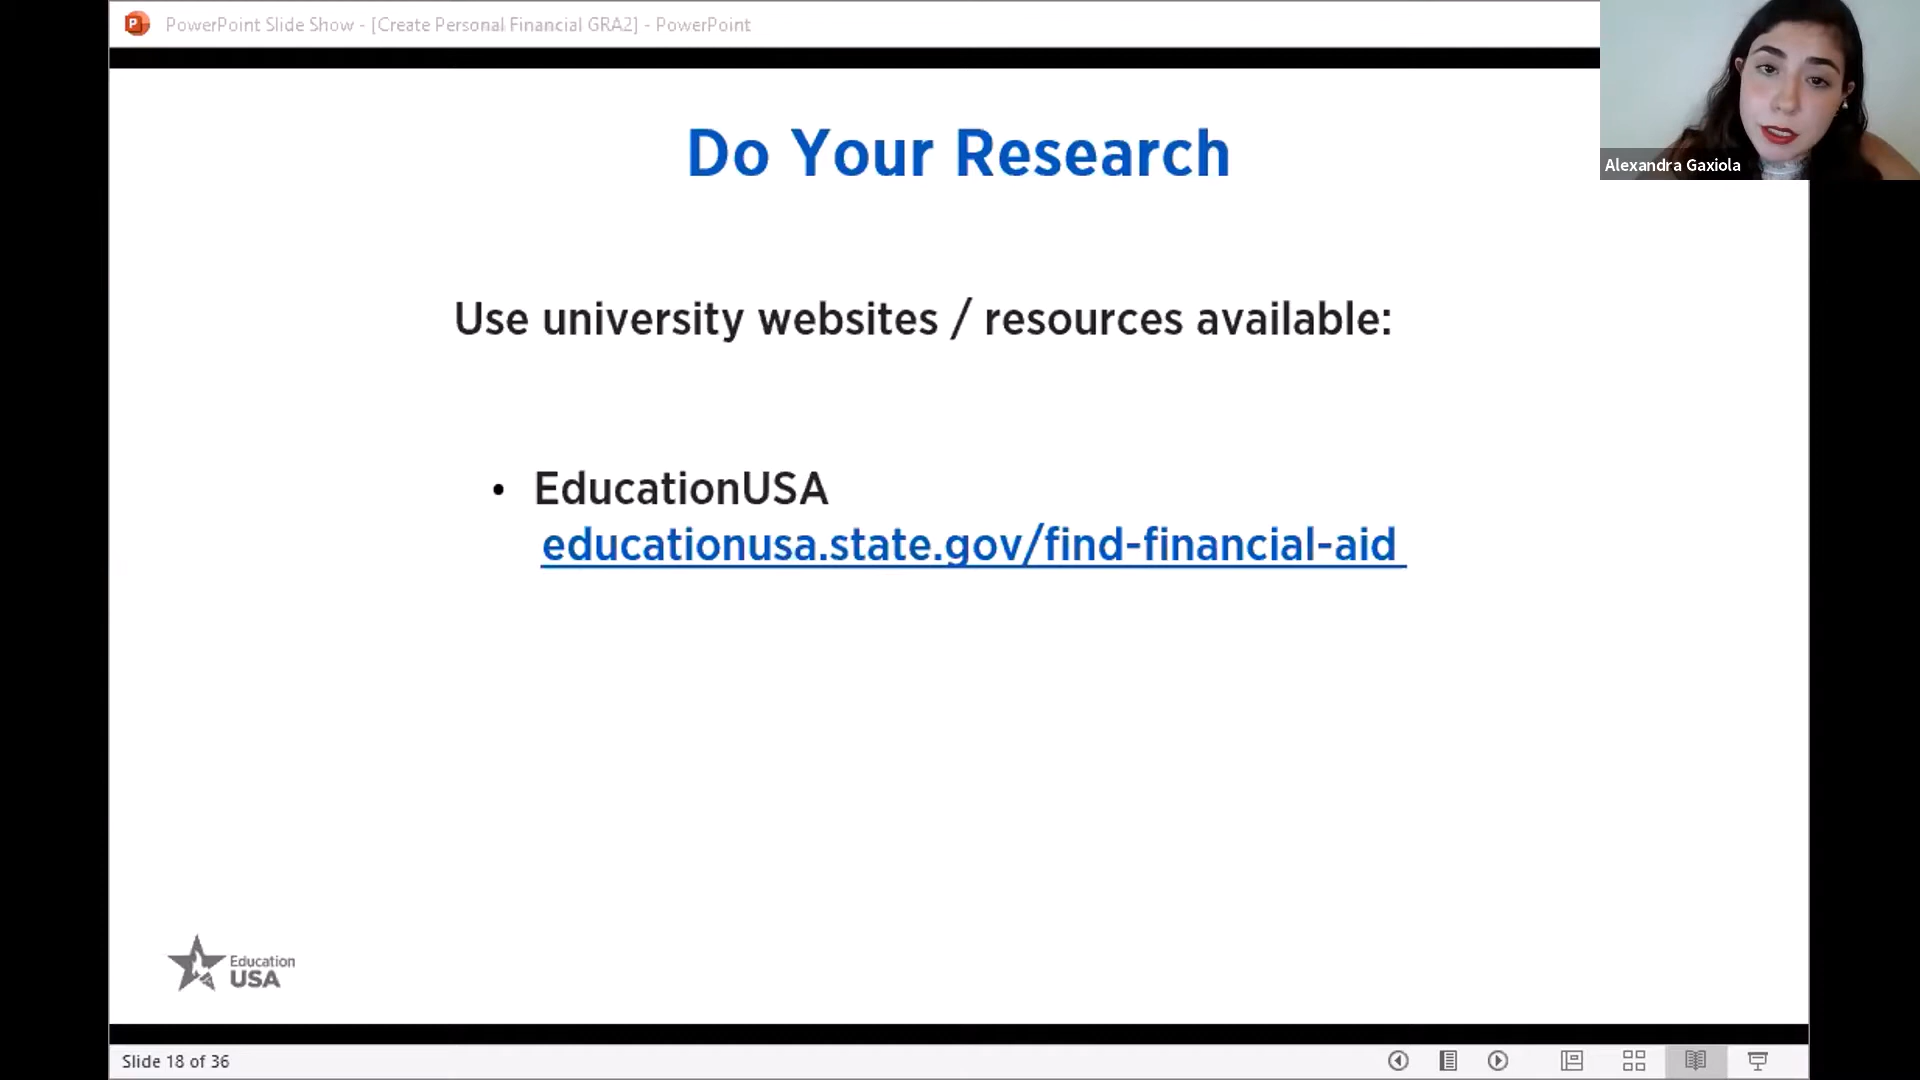 PowerPoint Slide Show - [Create Personal Financial GRA2] - PowerPoint
Alexandra Gaxiola
Do Your Research
Use university websites / resources available:
• EducationUSA
educationusa.state.gov/find-financial-aid
Education
USA
Slide 18 of 36